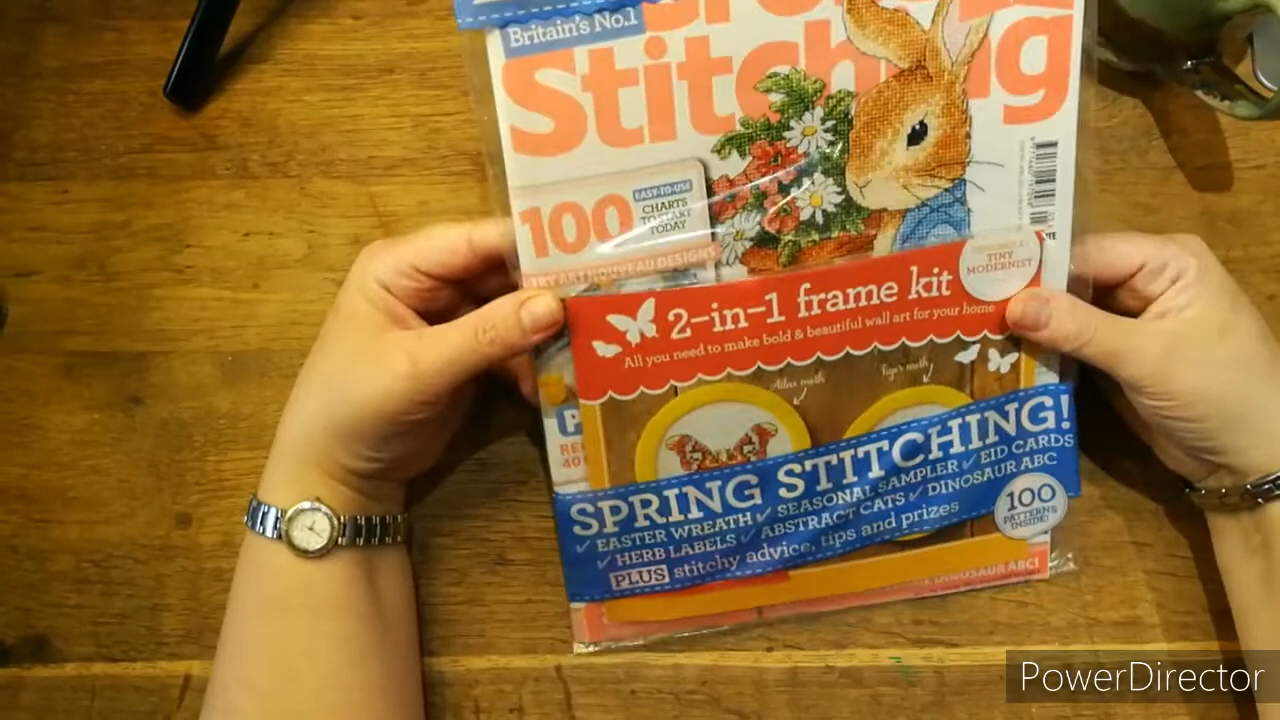 Britain's No.1
Stitching
100
EASY-TO-USE
CHARTS
TO START
TODAY
TRY ART NOUVEAU DESIGNS
TINY
MODERNIST
2-in-1 frame kit
All you need to make bold & beautiful wall art for your home
Atlas moth
Tiger moth
SPRING STITCHING!
✓ EASTER WREATH ✓ SEASONAL SAMPLER ✓ EID CARDS
✓ HERB LABELS ✓ ABSTRACT CATS ✓ DINOSAUR ABC
PLUS stitchy advice, tips and prizes
100
PATTERNS
INSIDE!
DINOSAUR ABC!
PowerDirector